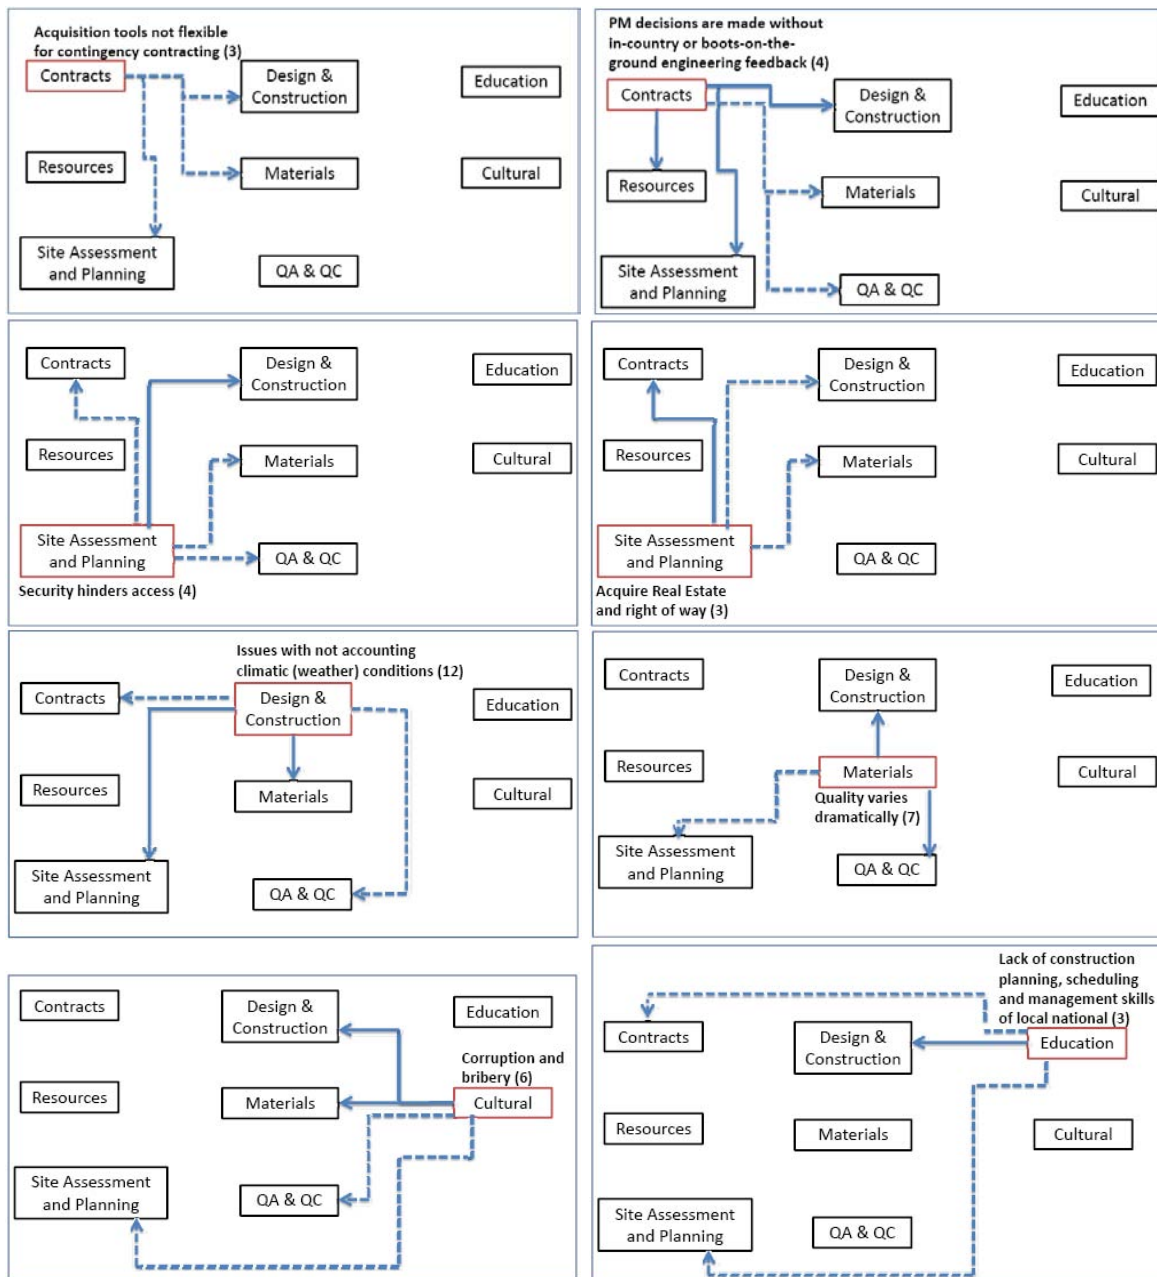 Acquisition tools not flexible
for contingency contracting (3)
Contracts
Design &
Construction
Education
Resources
Materials
Cultural
Site Assessment
and Planning
QA & QC
PM decisions are made without
in-country or boots-on-the-
ground engineering feedback (4)
Contracts
Design &
Construction
Education
Resources
Materials
Cultural
Site Assessment
and Planning
QA & QC
Contracts
Design &
Construction
Education
Resources
Materials
Cultural
Site Assessment
and Planning
QA & QC
Security hinders access (4)
Contracts
Design &
Construction
Education
Resources
Materials
Cultural
Site Assessment
and Planning
QA & QC
Acquire Real Estate
and right of way (3)
Issues with not accounting
climatic (weather) conditions (12)
Contracts
Design &
Construction
Education
Resources
Materials
Cultural
Site Assessment
and Planning
QA & QC
Contracts
Design &
Construction
Education
Resources
Materials
Cultural
Quality varies
dramatically (7)
Site Assessment
and Planning
QA & QC
Contracts
Design &
Construction
Education
Corruption and
bribery (6)
Resources
Materials
Cultural
Site Assessment
and Planning
QA & QC
Lack of construction
planning, scheduling
and management skills
of local national (3)
Contracts
Design &
Construction
Education
Resources
Materials
Cultural
Site Assessment
and Planning
QA & QC